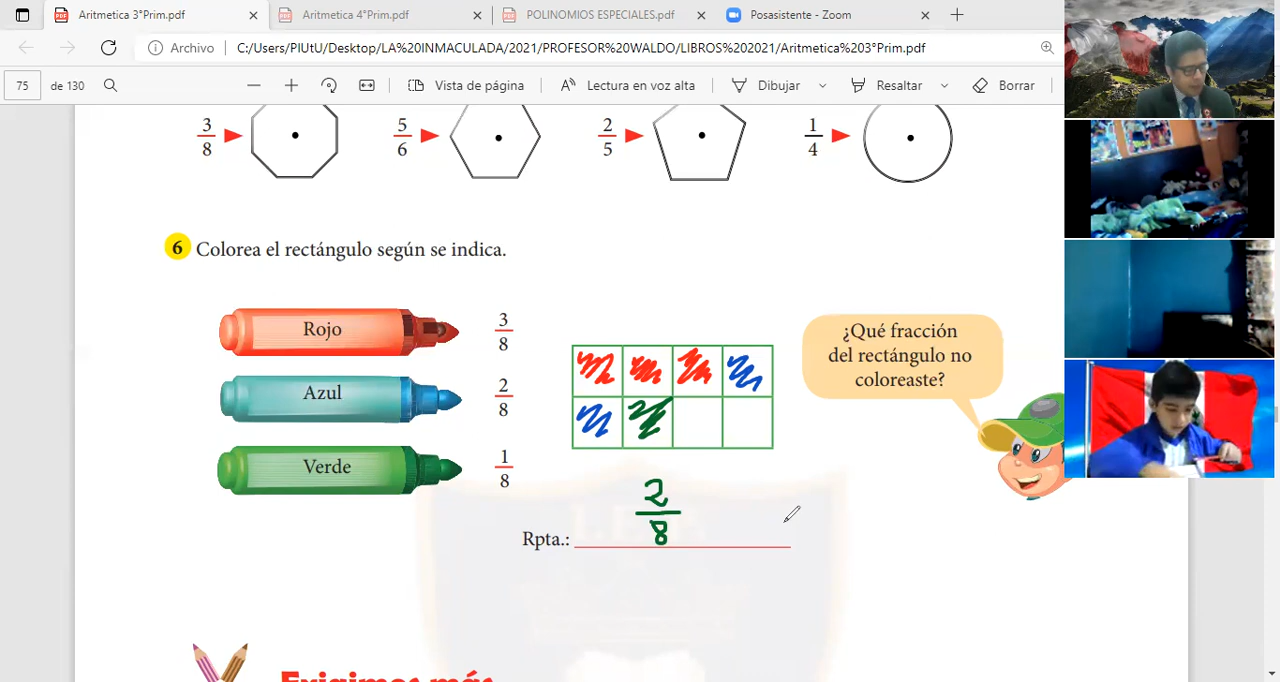 Aritmetica 3°Prim.pdf
Aritmetica 4°Prim.pdf
POLINOMIOS ESPECIALES.pdf
Posasistente - Zoom
Archivo
C:/Users/PIUtU/Desktop/LA%20INMACULADA/2021/PROFESOR%20WALDO/LIBROS%202021/Aritmetica%203°Prim.pdf
75 de 130
Vista de página
Lectura en voz alta
Dibujar
Resaltar
Borrar
3/8
5/6
2/5
1/4
6 Colorea el rectángulo según se indica.
Rojo 3/8
Azul 2/8
Verde 1/8
¿Qué fracción
del rectángulo no
coloreaste?
Rpta.: 2/8
Exigimos más